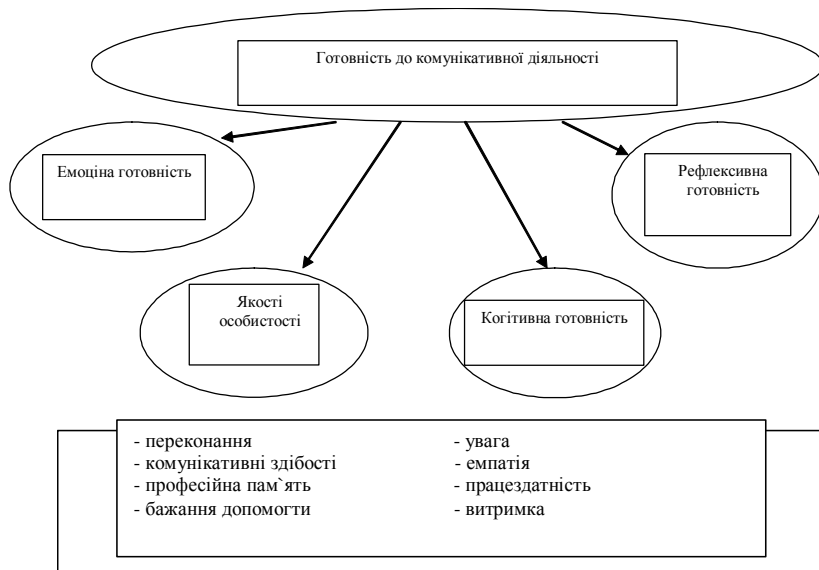 Готовність до комунікативної діяльності
Емоціна готовність
Рефлексивна
готовність
Якості
особистості
Когітивна готовність
- переконання
- комунікативні здібості
- професійна пам`ять
- бажання допомогти
- увага
- емпатія
- працездатність
- витримка